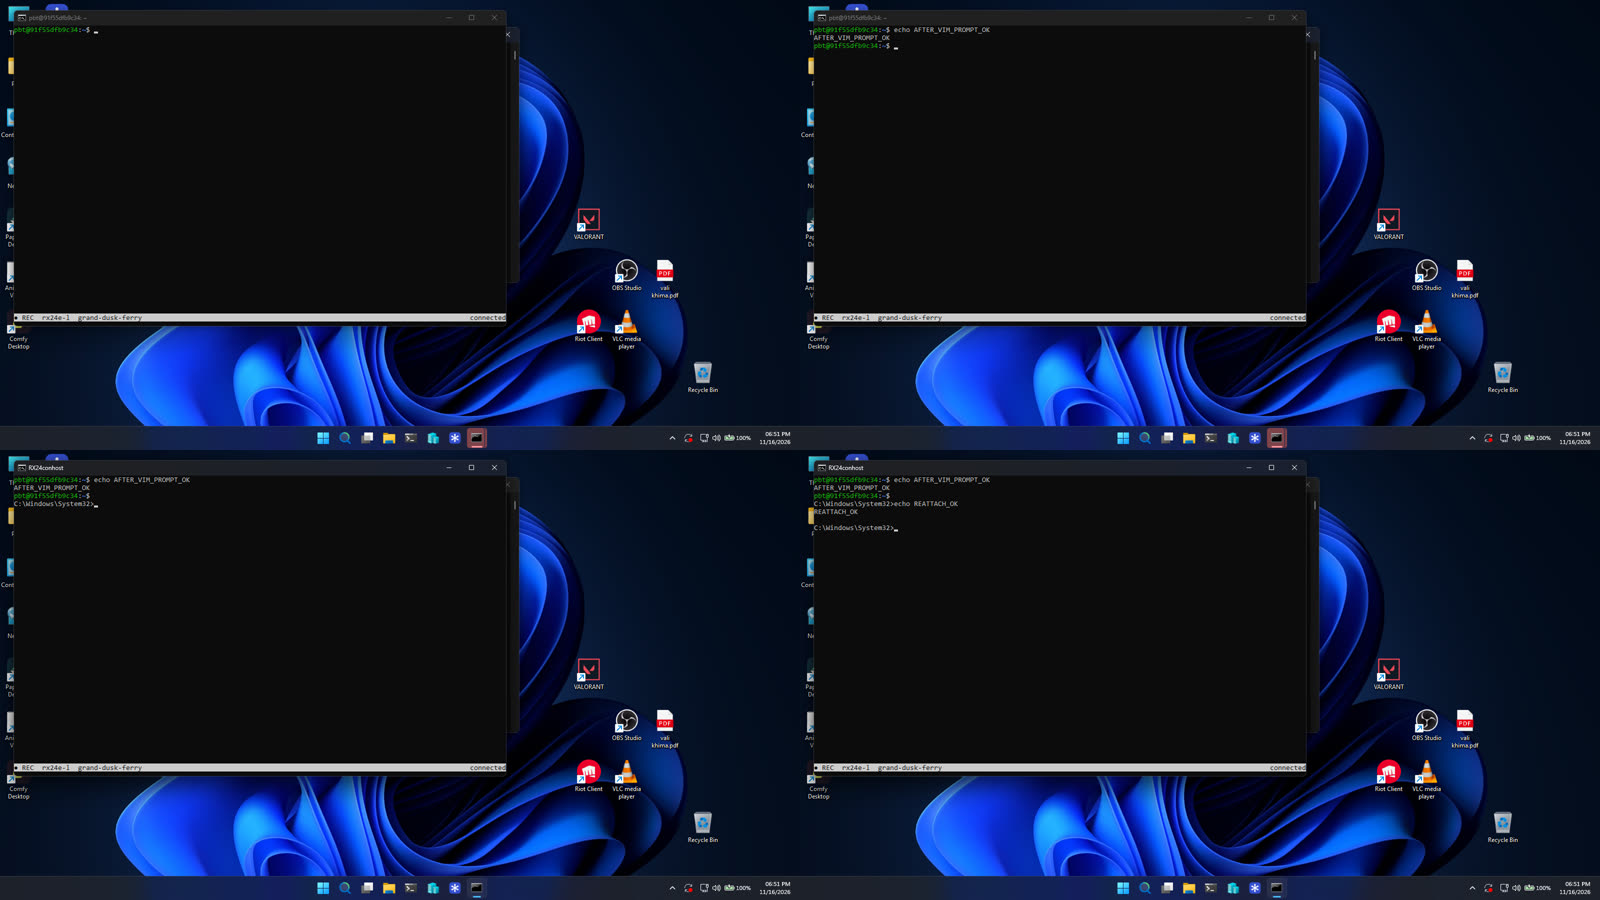 pbt@91f55dfb9c34: ~
pbt@91f55dfb9c34:~$
VALORANT
OBS Studio
vali
khima.pdf
Riot Client
VLC media
player
Comfy
Desktop
Recycle Bin
● REC rx24e-1 grand-dusk-ferry connected
100%
06:51 PM
11/16/2026
pbt@91f55dfb9c34: ~
pbt@91f55dfb9c34:~$ echo AFTER_VIM_PROMPT_OK
AFTER_VIM_PROMPT_OK
pbt@91f55dfb9c34:~$
VALORANT
OBS Studio
vali
khima.pdf
Riot Client
VLC media
player
Comfy
Desktop
Recycle Bin
● REC rx24e-1 grand-dusk-ferry connected
100%
06:51 PM
11/16/2026
RX24conhost
pbt@91f55dfb9c34:~$ echo AFTER_VIM_PROMPT_OK
AFTER_VIM_PROMPT_OK
pbt@91f55dfb9c34:~$
C:\Windows\System32>
VALORANT
OBS Studio
vali
khima.pdf
Riot Client
VLC media
player
Comfy
Desktop
Recycle Bin
● REC rx24e-1 grand-dusk-ferry connected
100%
06:51 PM
11/16/2026
RX24conhost
pbt@91f55dfb9c34:~$ echo AFTER_VIM_PROMPT_OK
AFTER_VIM_PROMPT_OK
pbt@91f55dfb9c34:~$
C:\Windows\System32>echo REATTACH_OK
REATTACH_OK
C:\Windows\System32>
VALORANT
OBS Studio
vali
khima.pdf
Riot Client
VLC media
player
Comfy
Desktop
Recycle Bin
● REC rx24e-1 grand-dusk-ferry connected
100%
06:51 PM
11/16/2026